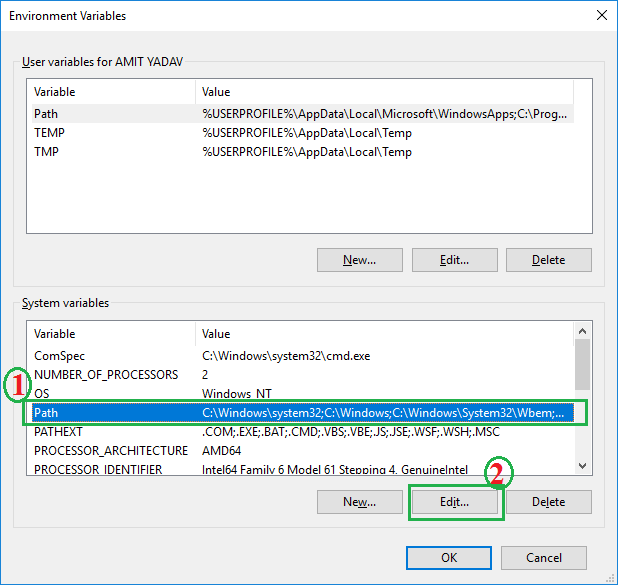 Environment Variables
User variables for AMIT YADAV
Variable Value
Path %USERPROFILE%\AppData\Local\Microsoft\WindowsApps;C:\Prog...
TEMP %USERPROFILE%\AppData\Local\Temp
TMP %USERPROFILE%\AppData\Local\Temp
New... Edit... Delete
System variables
Variable Value
ComSpec C:\Windows\system32\cmd.exe
NUMBER_OF_PROCESSORS 2
1
OS Windows_NT
Path C:\Windows\system32;C:\Windows;C:\Windows\System32\Wbem;...
PATHEXT .COM;.EXE;.BAT;.CMD;.VBS;.VBE;.JS;.JSE;.WSF;.WSH;.MSC
PROCESSOR_ARCHITECTURE AMD64
PROCESSOR_IDENTIFIER Intel64 Family 6 Model 61 Stepping 4, GenuineIntel
2
New... Edit... Delete
OK Cancel